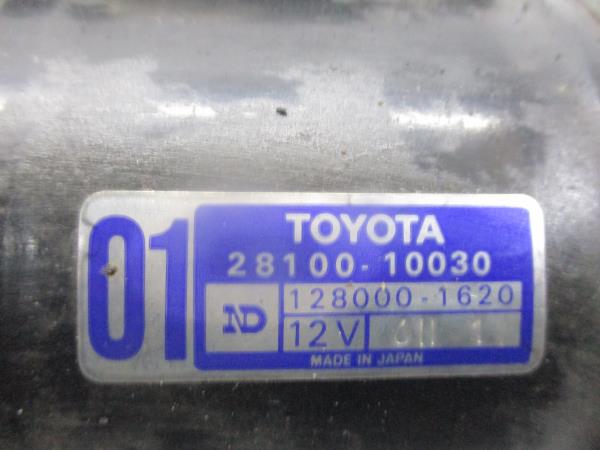 01
TOYOTA
28100-10030
ND
128000-1620
12V
MADE IN JAPAN